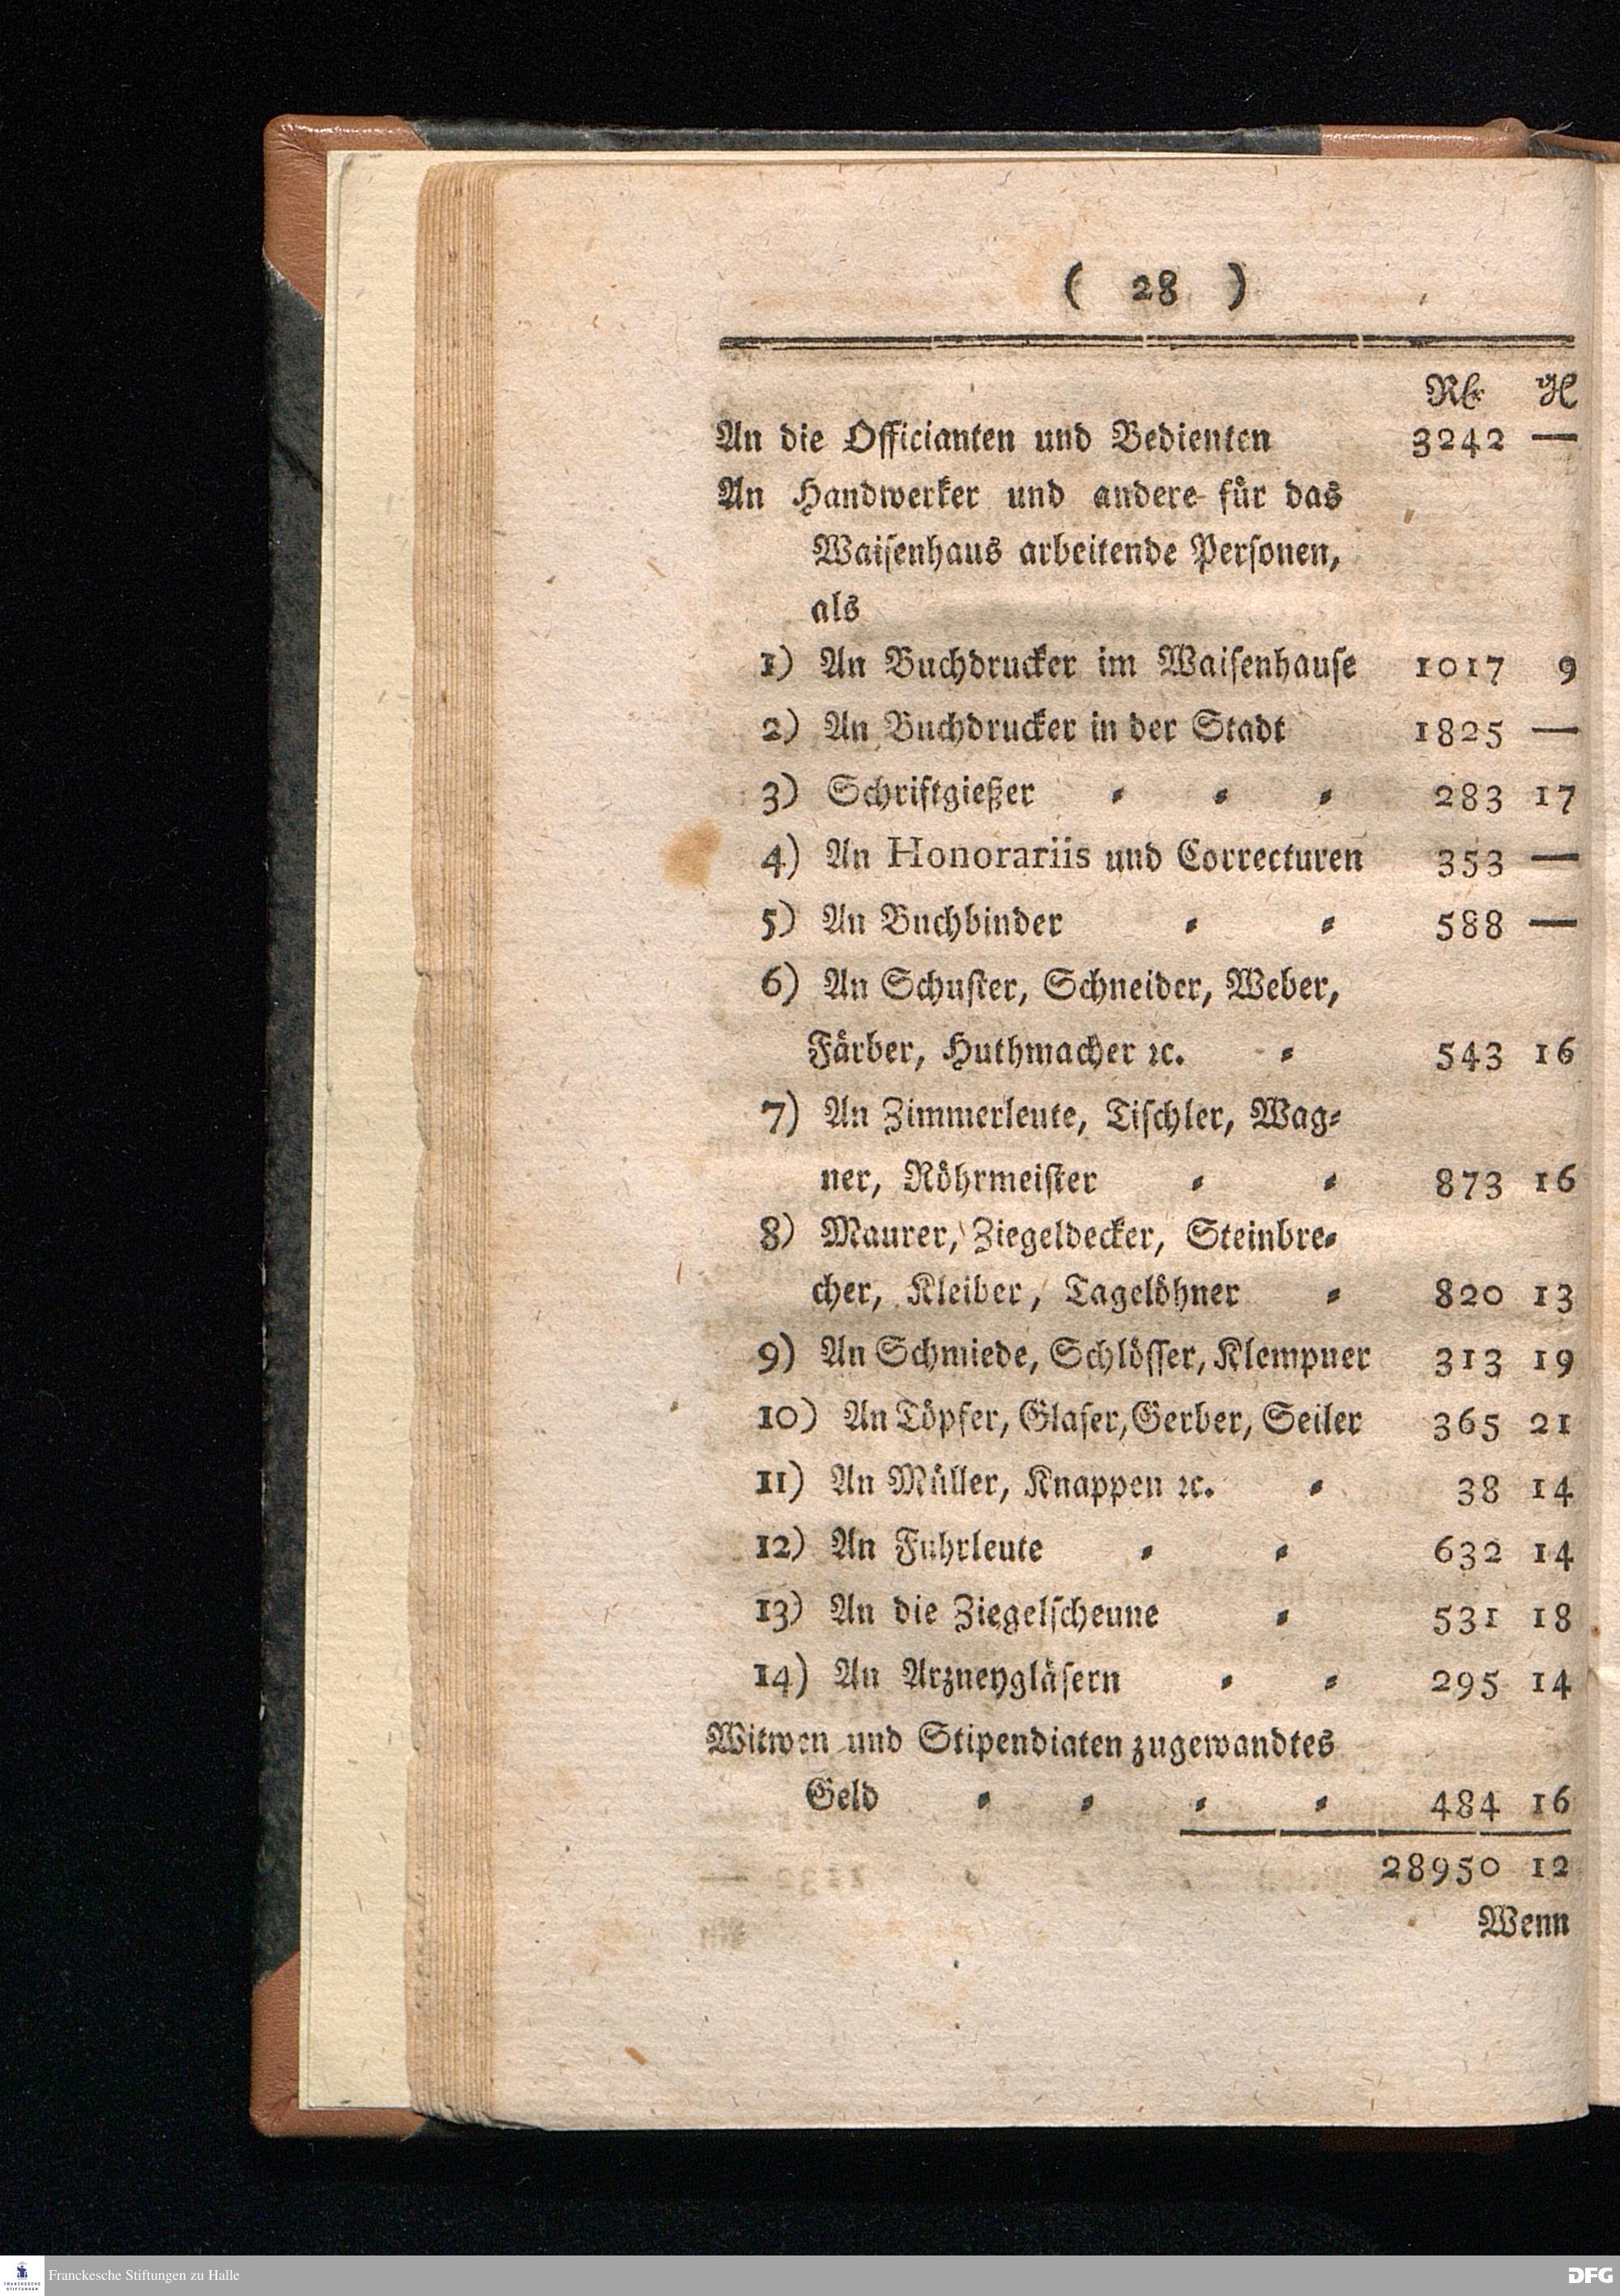 ( 28 )
Rthlr. gl
An die Officianten und Bedienten 3242 —
An Handwerker und andere für das
Waisenhaus arbeitende Personen,
als
1) An Buchdrucker im Waisenhause 1017 9
2) An Buchdrucker in der Stadt 1825 —
3) Schriftgießer = = = 283 17
4) An Honorariis und Correcturen 353 —
5) An Buchbinder = = 588 —
6) An Schuster, Schneider, Weber,
Färber, Huthmacher ꝛc. = 543 16
7) An Zimmerleute, Tischler, Wag=
ner, Röhrmeister = = 873 16
8) Maurer, Ziegeldecker, Steinbre=
cher, Kleiber, Tagelöhner = 820 13
9) An Schmiede, Schlösser, Klempner 313 19
10) An Töpfer, Glaser, Gerber, Seiler 365 21
11) An Müller, Knappen ꝛc. = 38 14
12) An Fuhrleute = = 632 14
13) An die Ziegelscheune = 531 18
14) An Arzneygläsern = = 295 14
Witwen und Stipendiaten zugewandtes
Geld = = = = 484 16
28950 12
Wenn
FRANCKESCHE STIFTUNGEN
Franckesche Stiftungen zu Halle
DFG